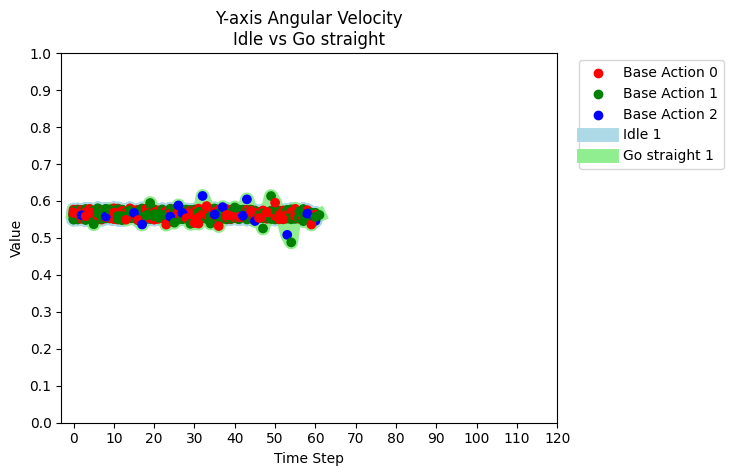 Y-axis Angular Velocity
Idle vs Go straight
1.0
0.9
0.8
0.7
0.6
0.5
0.4
0.3
0.2
0.1
0.0
Value
0 10 20 30 40 50 60 70 80 90 100 110 120
Time Step
Base Action 0
Base Action 1
Base Action 2
Idle 1
Go straight 1